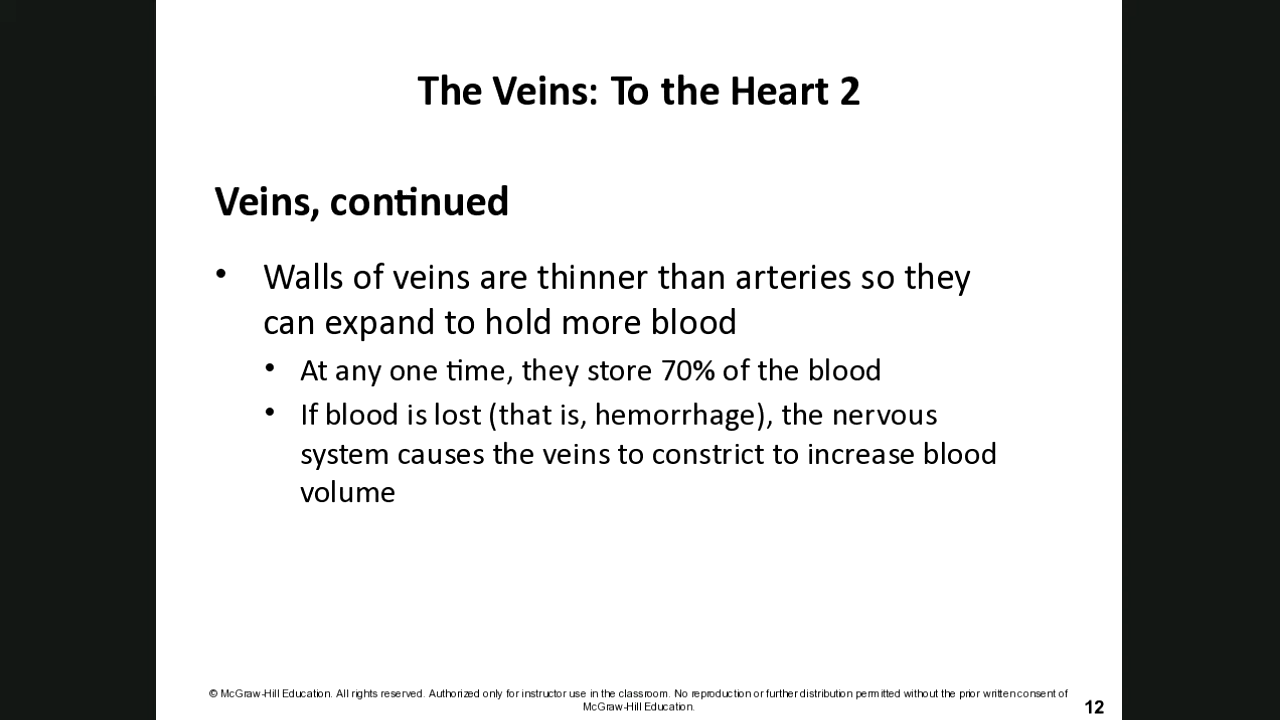 The Veins: To the Heart 2
Veins, continued
• Walls of veins are thinner than arteries so they
can expand to hold more blood
• At any one time, they store 70% of the blood
• If blood is lost (that is, hemorrhage), the nervous
system causes the veins to constrict to increase blood
volume
© McGraw-Hill Education. All rights reserved. Authorized only for instructor use in the classroom. No reproduction or further distribution permitted without the prior written consent of
McGraw-Hill Education.
12